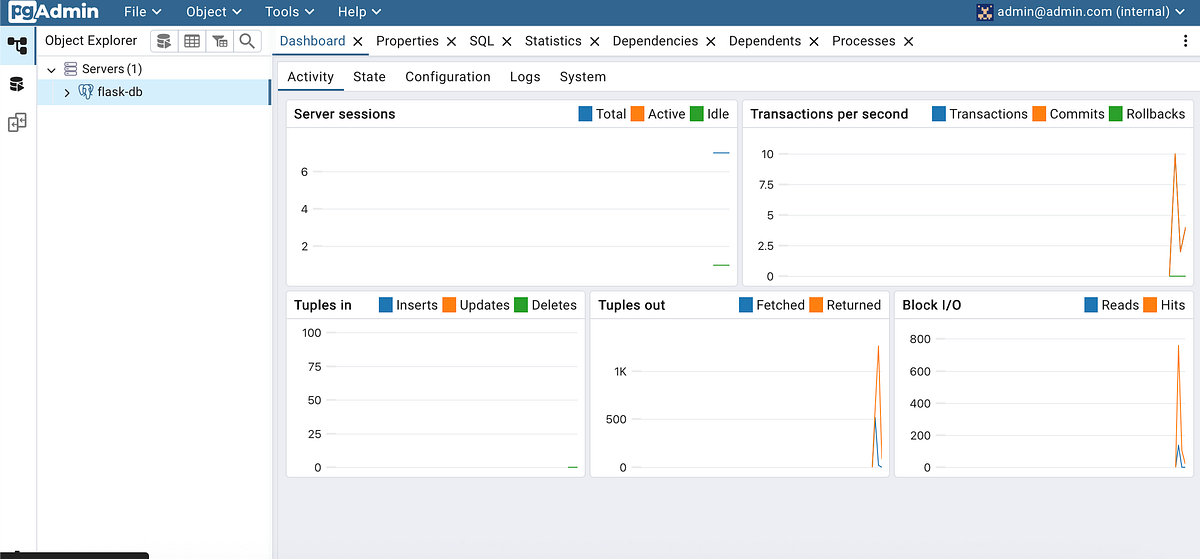 pgAdmin File Object Tools Help admin@admin.com (internal)
Object Explorer Dashboard Properties SQL Statistics Dependencies Dependents Processes
Servers (1)
flask-db
Activity State Configuration Logs System
Server sessions Total Active Idle
6
4
2
Transactions per second Transactions Commits Rollbacks
10
7.5
5
2.5
0
Tuples in Inserts Updates Deletes
100
75
50
25
0
Tuples out Fetched Returned
1K
500
0
Block I/O Reads Hits
800
600
400
200
0